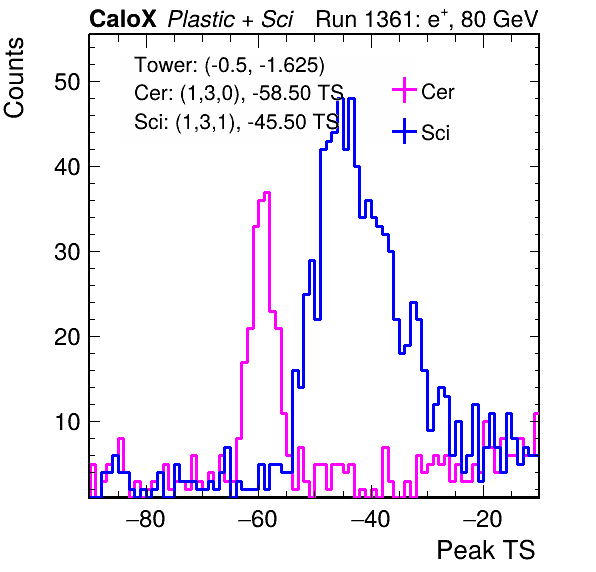 CaloX Plastic + Sci Run 1361: e+, 80 GeV
Counts
Tower: (-0.5, -1.625)
Cer: (1,3,0), -58.50 TS
Sci: (1,3,1), -45.50 TS
Cer
Sci
50
40
30
20
10
−80 −60 −40 −20
Peak TS